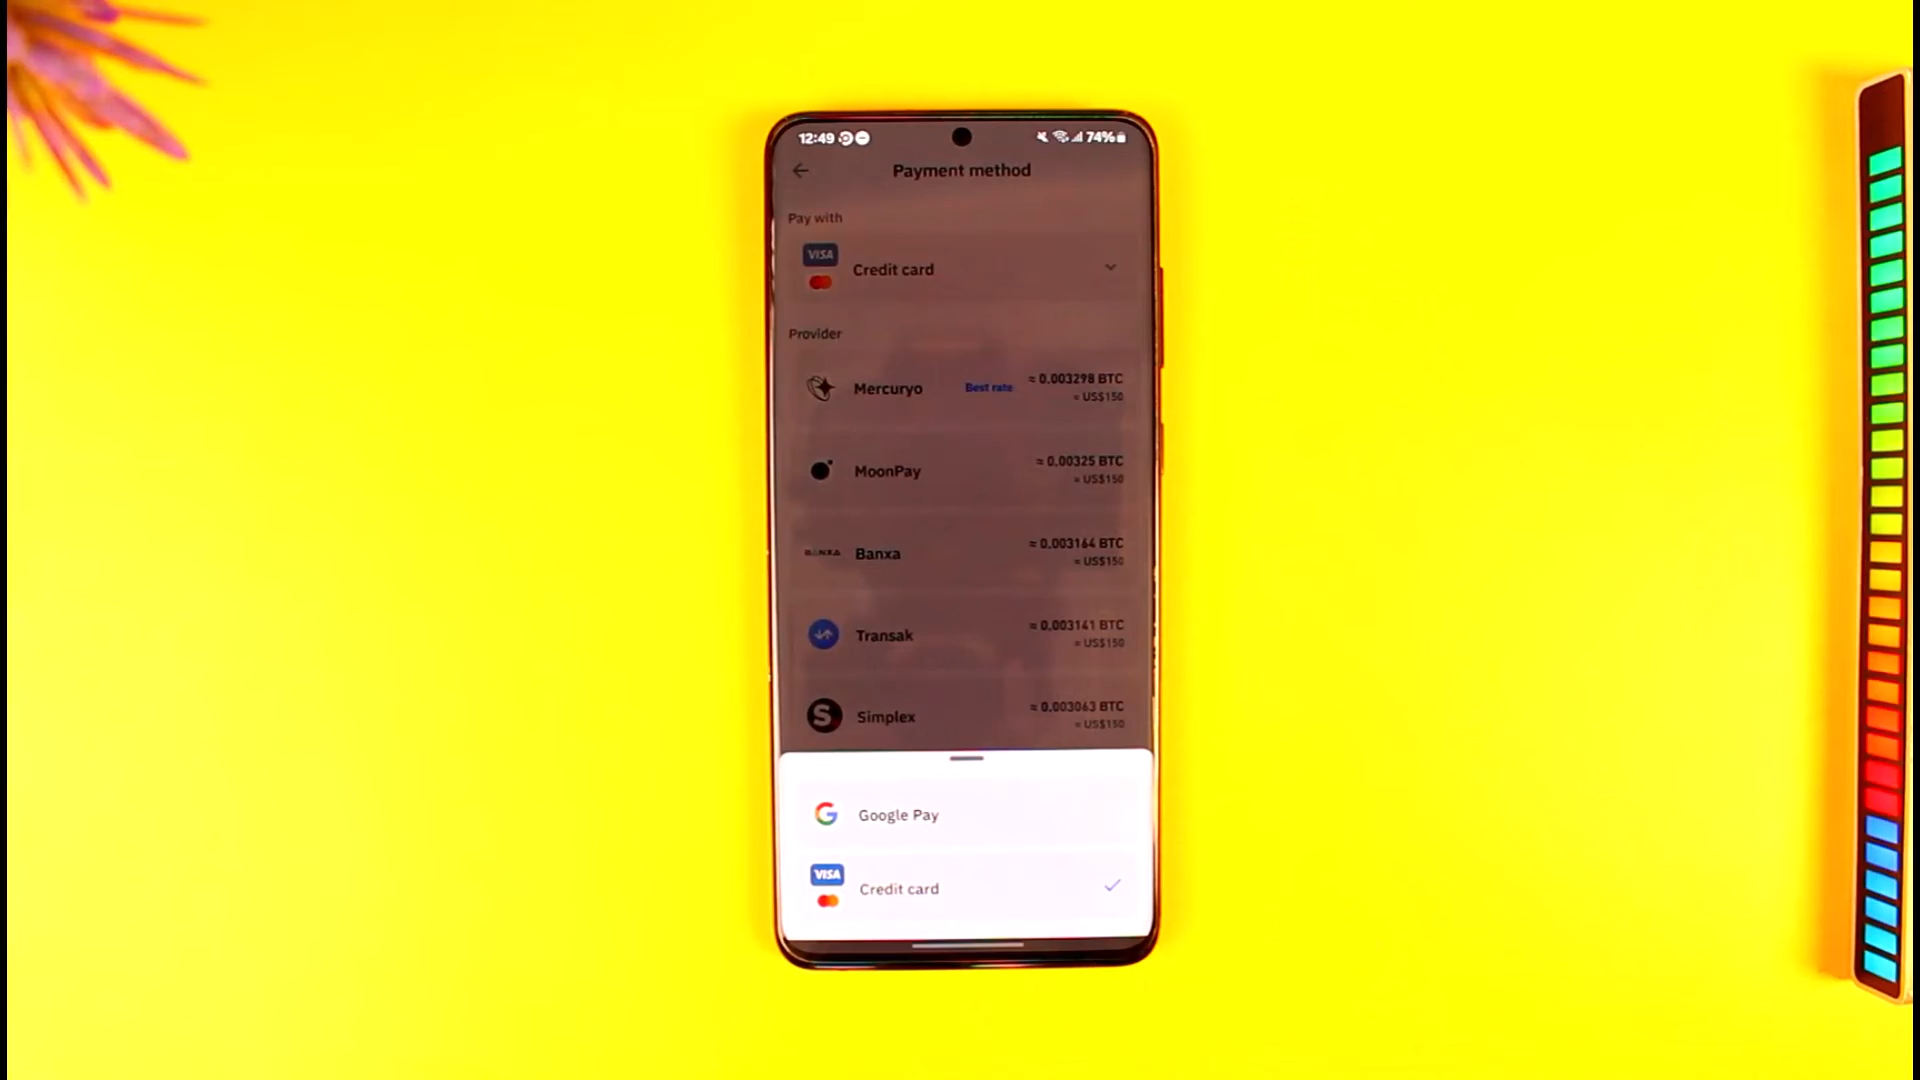 12:49
74%
Payment method
Pay with
VISA
Credit card
Provider
Mercuryo
Best rate
≈ 0.003298 BTC
≈ US$150
MoonPay
≈ 0.00325 BTC
≈ US$150
BANXA
Banxa
≈ 0.003164 BTC
≈ US$150
Transak
≈ 0.003141 BTC
≈ US$150
S
Simplex
≈ 0.003063 BTC
≈ US$150
G
Google Pay
VISA
Credit card